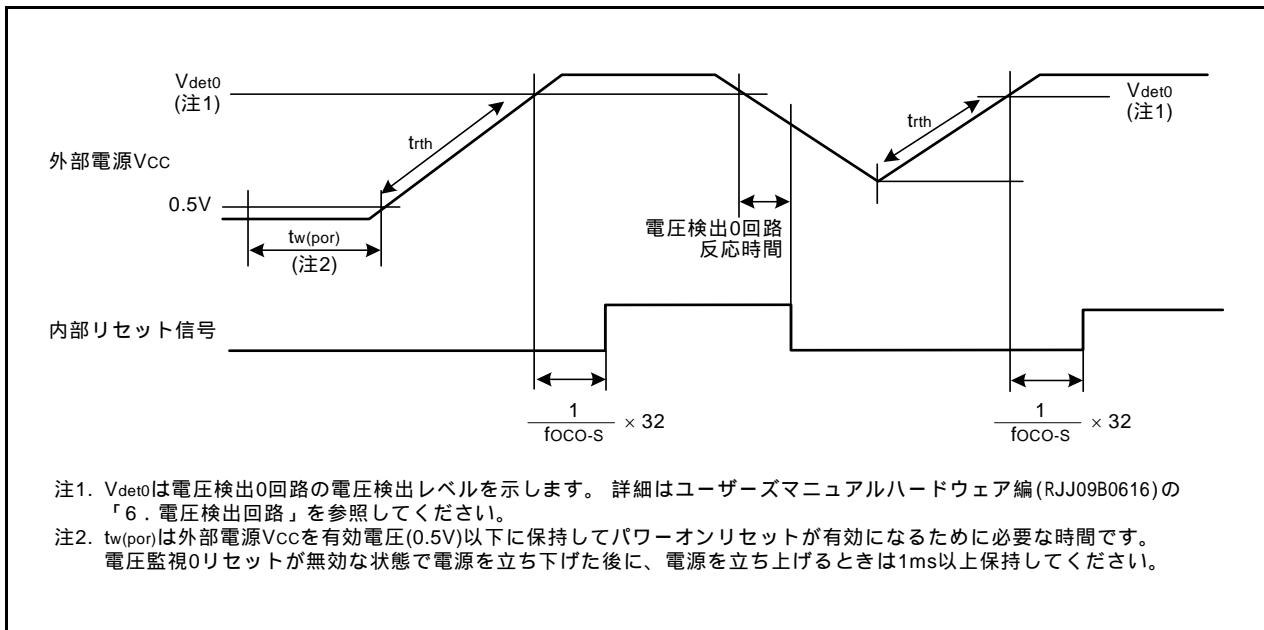 Vdet0
(注1)
trth
外部電源VCC
0.5V
tw(por)
(注2)
電圧検出0回路
反応時間
trth
Vdet0
(注1)
内部リセット信号
1
fOCO-S
× 32
1
fOCO-S
× 32
注1. Vdet0は電圧検出0回路の電圧検出レベルを示します。 詳細はユーザーズマニュアルハードウェア編(RJJ09B0616)の
「6．電圧検出回路」を参照してください。
注2. tw(por)は外部電源VCCを有効電圧(0.5V)以下に保持してパワーオンリセットが有効になるために必要な時間です。
電圧監視0リセットが無効な状態で電源を立ち下げた後に、電源を立ち上げるときは1ms以上保持してください。